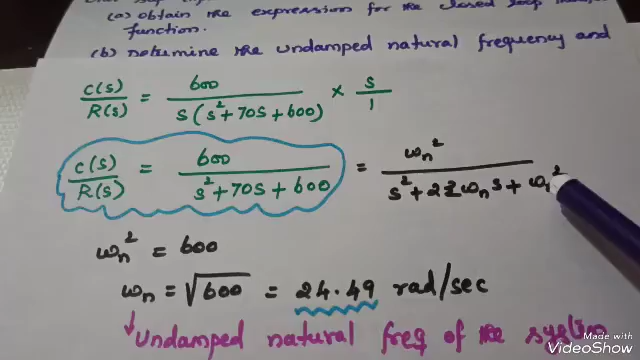 (a) obtain the expression for the closed loop
function.
(b) Determine the undamped natural frequency and
C(s)/R(s) = 600/s(s²+70s+600) × s/1
C(s)/R(s) = 600/s²+70s+600 = ωn²/s²+2ξωns+ωn²
ωn² = 600
ωn = √600 = 24.49 rad/sec
↓ Undamped natural freq of the system
Made with
VideoShow